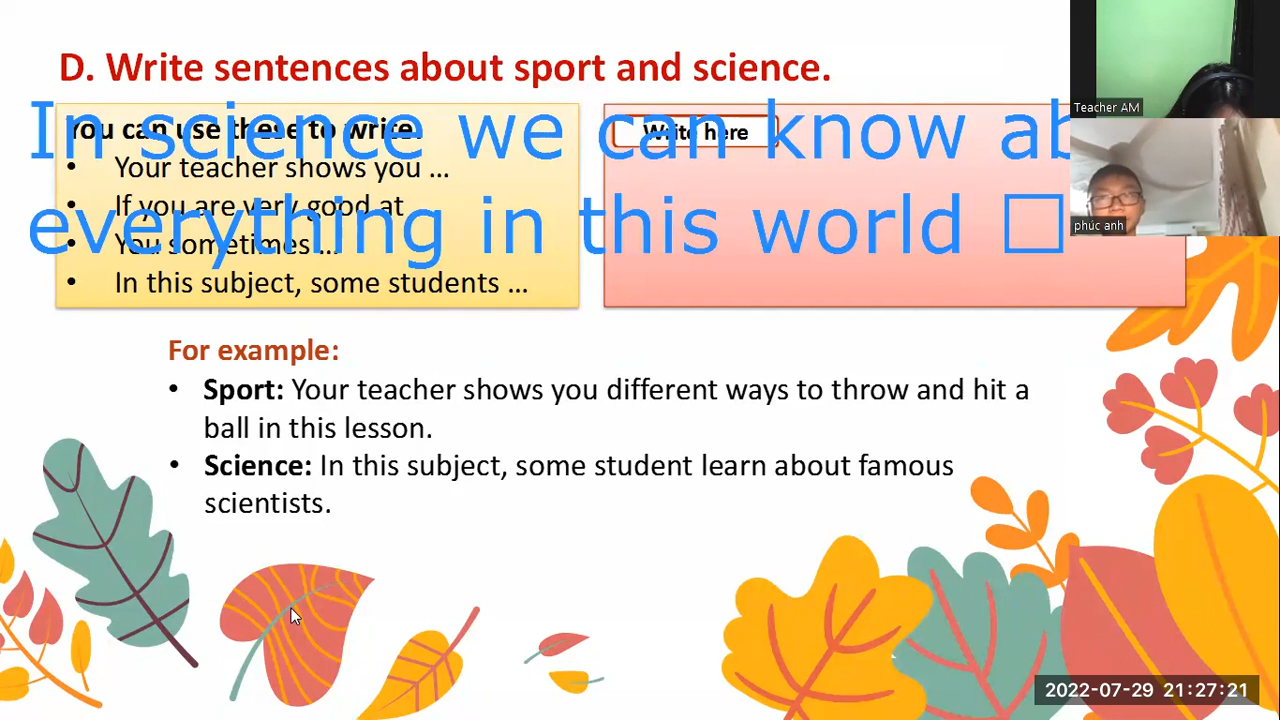 D. Write sentences about sport and science.
You can use these to write
• Your teacher shows you ...
• If you are very good at
• You sometimes ...
• In this subject, some students ...
Write here
In science we can know
everything in this world □
For example:
• Sport: Your teacher shows you different ways to throw and hit a
ball in this lesson.
• Science: In this subject, some student learn about famous
scientists.
Teacher AM
phúc anh
2022-07-29 21:27:21